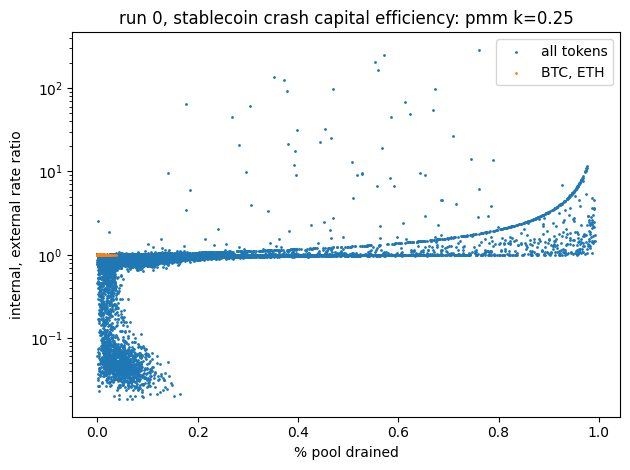 run 0, stablecoin crash capital efficiency: pmm k=0.25
all tokens
BTC, ETH
internal, external rate ratio
10²
10¹
10⁰
10⁻¹
0.0 0.2 0.4 0.6 0.8 1.0
% pool drained